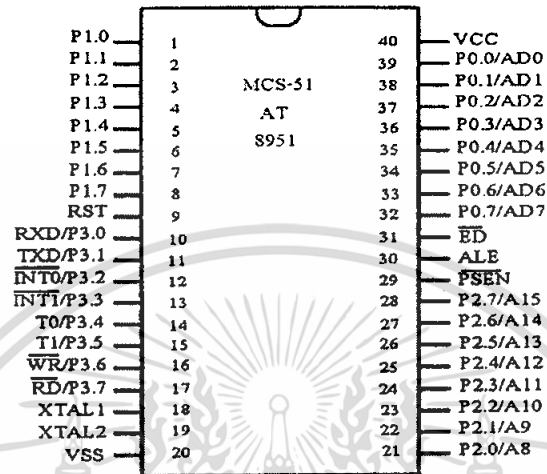 P1.0 1 40 VCC
P1.1 2 39 P0.0/AD0
P1.2 3 MCS-51 38 P0.1/AD1
P1.3 4 AT 37 P0.2/AD2
P1.4 5 8951 36 P0.3/AD3
P1.5 6 35 P0.4/AD4
P1.6 7 34 P0.5/AD5
P1.7 8 33 P0.6/AD6
RST 9 32 P0.7/AD7
RXD/P3.0 10 31 E̅D̅
T̅X̅D̅/P3.1 11 30 ALE
I̅N̅T̅0̅/P3.2 12 29 P̅S̅E̅N̅
I̅N̅T̅1̅/P3.3 13 28 P2.7/A15
T0/P3.4 14 27 P2.6/A14
T1/P3.5 15 26 P2.5/A13
W̅R̅/P3.6 16 25 P2.4/A12
R̅D̅/P3.7 17 24 P2.3/A11
XTAL1 18 23 P2.2/A10
XTAL2 19 22 P2.1/A9
VSS 20 21 P2.0/A8